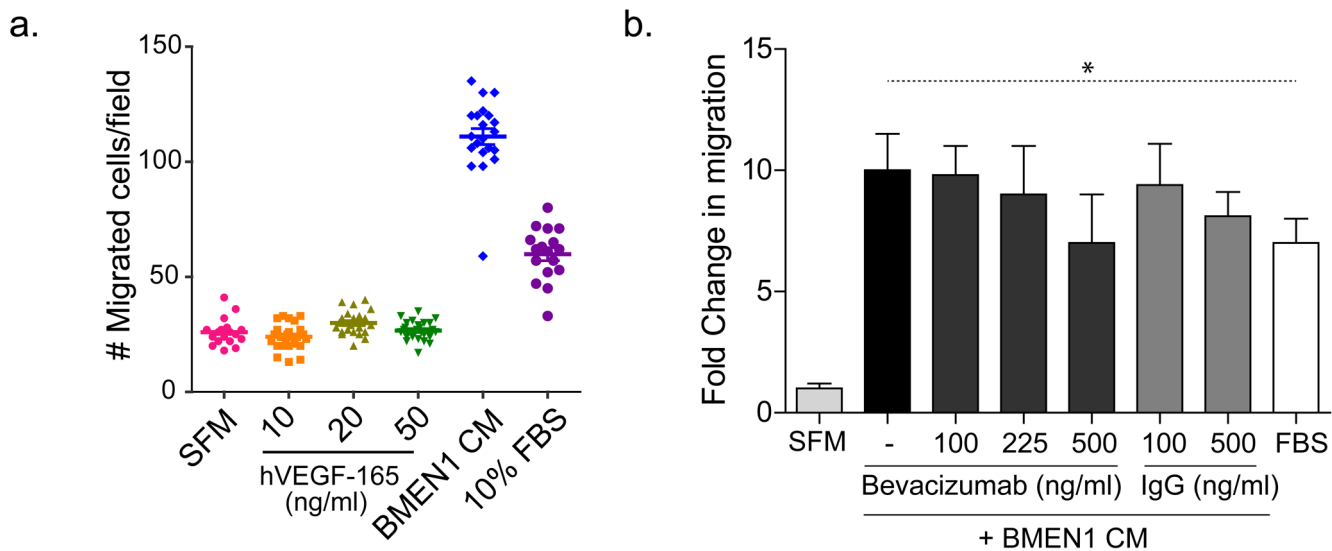 a.
# Migrated cells/field
150
100
50
0
SFM
10
20
50
BMEN1 CM
10% FBS
hVEGF-165
(ng/ml)
b.
Fold Change in migration
15
10
5
0
*
SFM - 100 225 500 100 500 FBS
Bevacizumab (ng/ml) IgG (ng/ml)
+ BMEN1 CM